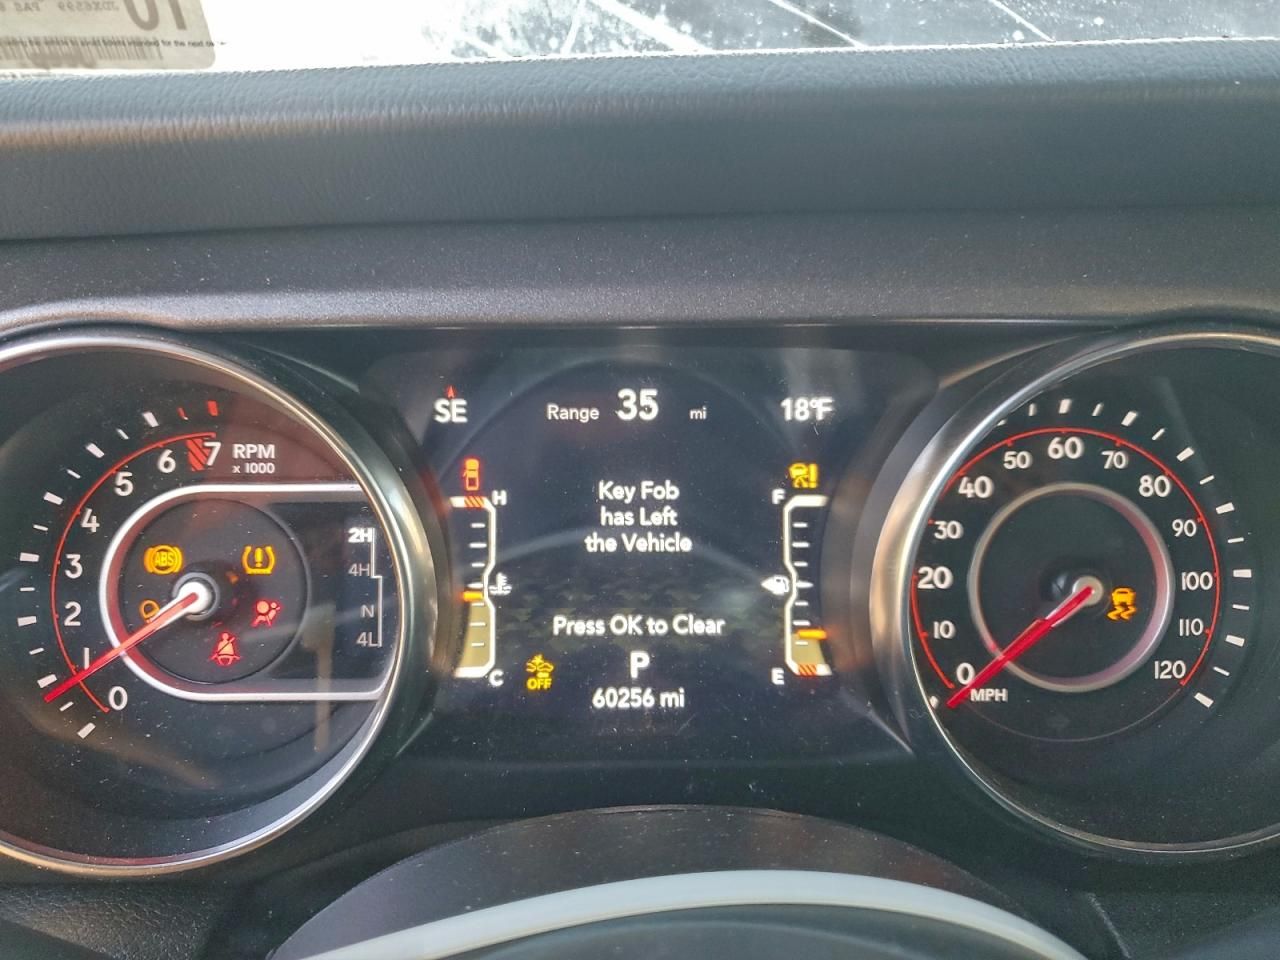 SE
Range 35 mi
18°F
1 2 3 4 5 6 7
RPM
x 1000
0
ABS
2H
4H
N
4L
H
C
Key Fob
has Left
the Vehicle
Press OK to Clear
OFF
P
60256 mi
F
E
0 10 20 30 40 50 60 70 80 90 100 110 120
MPH